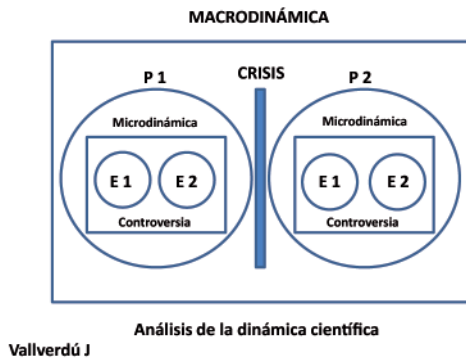 MACRODINÁMICA
P 1 CRISIS P 2
Microdinámica Microdinámica
E 1 E 2 E 1 E 2
Controversia Controversia
Análisis de la dinámica científica
Vallverdú J